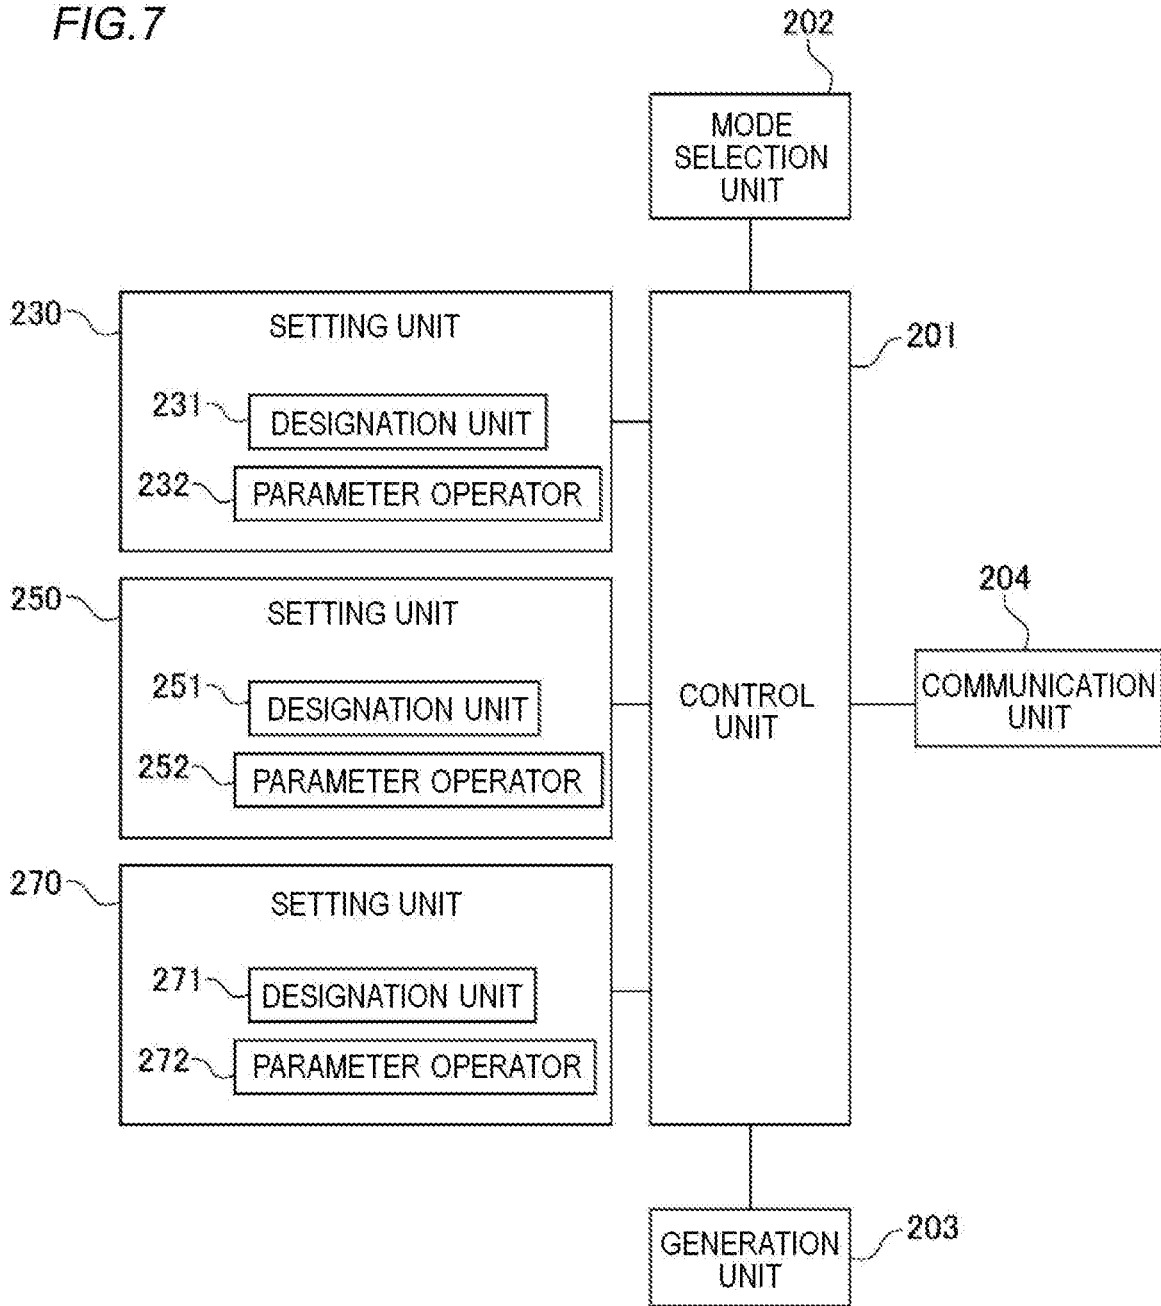 FIG.7
202
MODE
SELECTION
UNIT
230
SETTING UNIT
231
DESIGNATION UNIT
232
PARAMETER OPERATOR
201
250
SETTING UNIT
251
DESIGNATION UNIT
252
PARAMETER OPERATOR
CONTROL
UNIT
204
COMMUNICATION
UNIT
270
SETTING UNIT
271
DESIGNATION UNIT
272
PARAMETER OPERATOR
GENERATION
UNIT
203